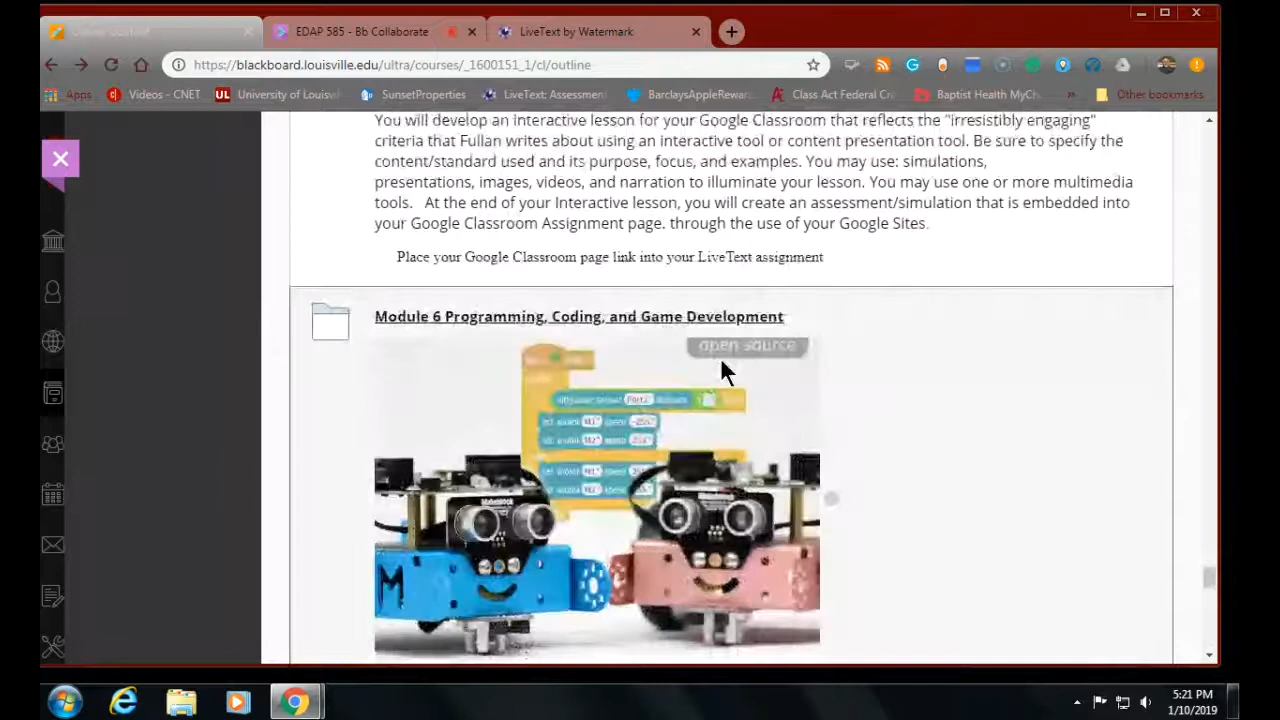 EDAP 585 - Bb Collaborate
LiveText by Watermark
https://blackboard.louisville.edu/ultra/courses/_1600151_1/cl/outline
Apps
Videos - CNET
UL University of Louisvi
SunsetProperties
LiveText: Assessmen
BarclaysAppleRewar
Class Act Federal Cr
Baptist Health MyCh
»
Other bookmarks
You will develop an interactive lesson for your Google Classroom that reflects the "irresistibly engaging"
criteria that Fullan writes about using an interactive tool or content presentation tool. Be sure to specify the
content/standard used and its purpose, focus, and examples. You may use: simulations,
presentations, images, videos, and narration to illuminate your lesson. You may use one or more multimedia
tools. At the end of your Interactive lesson, you will create an assessment/simulation that is embedded into
your Google Classroom Assignment page. through the use of your Google Sites.
Place your Google Classroom page link into your LiveText assignment
Module 6 Programming, Coding, and Game Development
open source
M
5:21 PM
1/10/2019